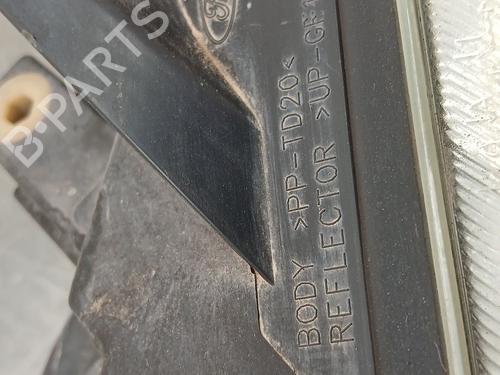 BODY >PP-TD20<
REFLECTOR >UP-GF
B-PARTS